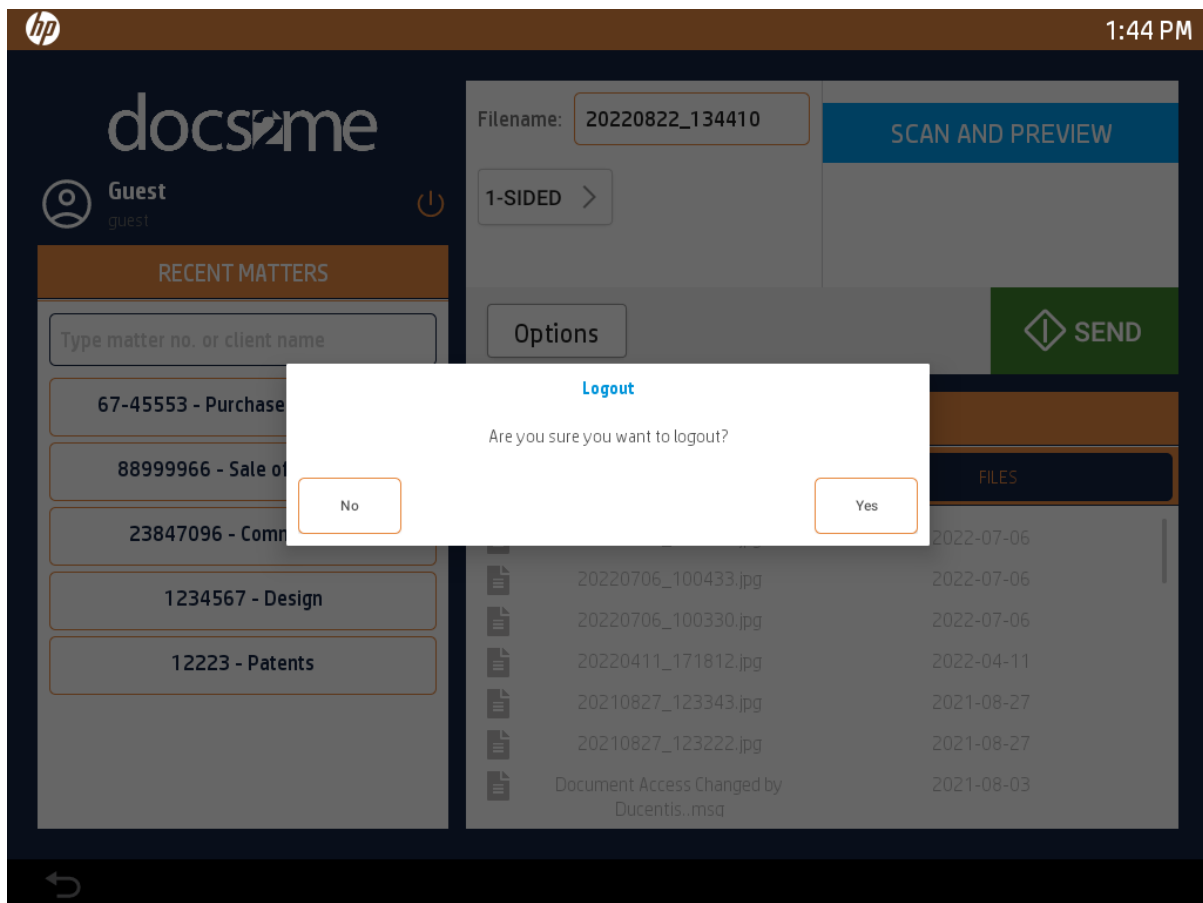 hp
1:44 PM
docs2me
Guest
guest
RECENT MATTERS
Type matter no. or client name
67-45553 - Purchase
88999966 - Sale of
23847096 - Comm
1234567 - Design
12223 - Patents
Filename: 20220822_134410
1-SIDED
SCAN AND PREVIEW
Options
SEND
Logout
Are you sure you want to logout?
No
Yes
FILES
2022-07-06
20220706_100433.jpg 2022-07-06
20220706_100330.jpg 2022-07-06
20220411_171812.jpg 2022-04-11
20210827_123343.jpg 2021-08-27
20210827_123222.jpg 2021-08-27
Document Access Changed by 2021-08-03
Ducentis..msg